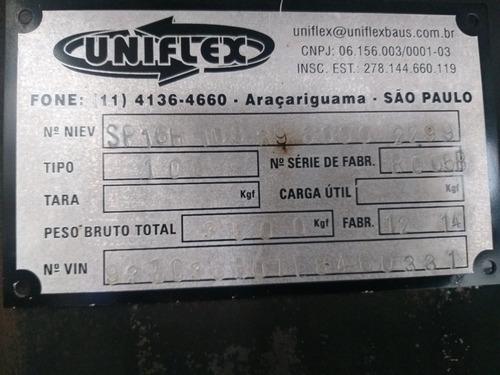 UNIFLEX
uniflex@uniflexbaus.com.br
CNPJ: 06.156.003/0001-03
INSC. EST.: 278.144.660.119
FONE: (11) 4136-4660 - Araçariguama - SÃO PAULO
Nº NIEV
TIPO 10 Nº SÉRIE DE FABR.
TARA Kgf CARGA ÚTIL Kgf
PESO BRUTO TOTAL Kgf FABR. 12 14
Nº VIN